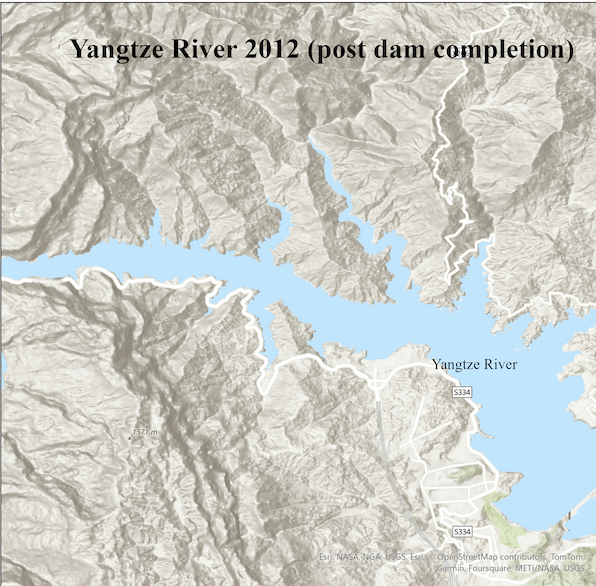 Yangtze River 2012 (post dam completion)
Yangtze River
S334
1571 m
S334
Esri, NASA, NGA, USGS, Esri, © OpenStreetMap contributors, TomTom,
Garmin, Foursquare, METI/NASA, USGS